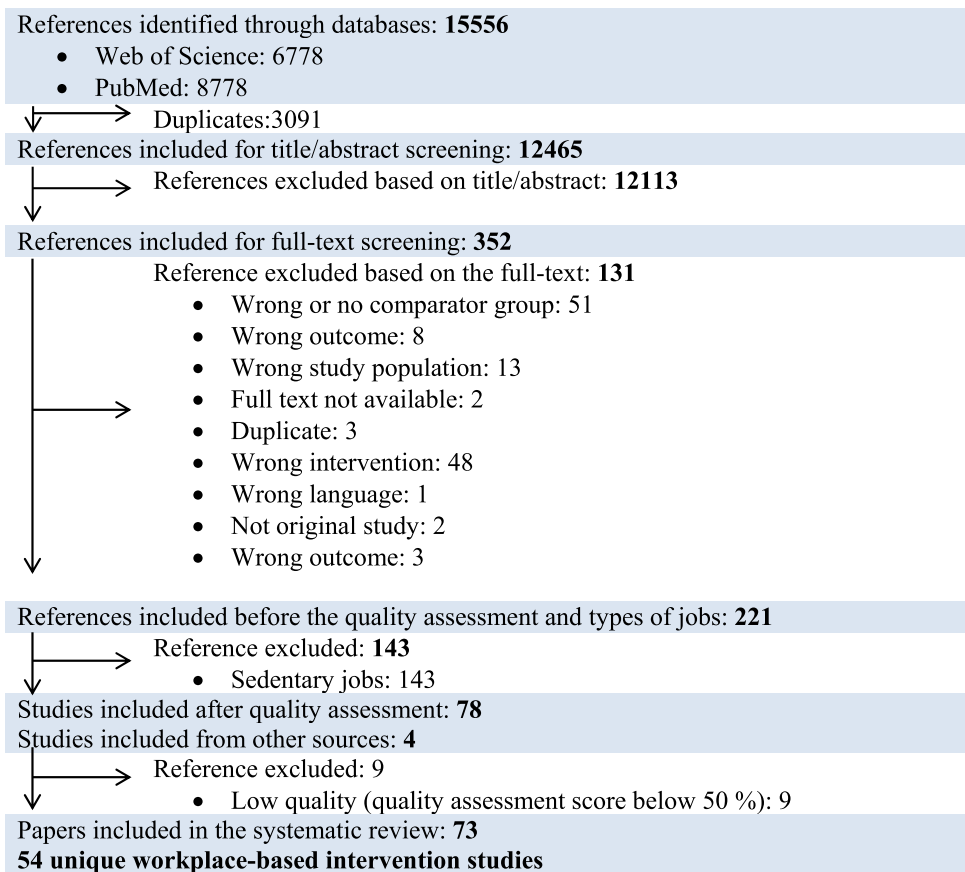 References identified through databases: 15556
• Web of Science: 6778
• PubMed: 8778
Duplicates:3091
References included for title/abstract screening: 12465
References excluded based on title/abstract: 12113
References included for full-text screening: 352
Reference excluded based on the full-text: 131
• Wrong or no comparator group: 51
• Wrong outcome: 8
• Wrong study population: 13
• Full text not available: 2
• Duplicate: 3
• Wrong intervention: 48
• Wrong language: 1
• Not original study: 2
• Wrong outcome: 3
References included before the quality assessment and types of jobs: 221
Reference excluded: 143
• Sedentary jobs: 143
Studies included after quality assessment: 78
Studies included from other sources: 4
Reference excluded: 9
• Low quality (quality assessment score below 50 %): 9
Papers included in the systematic review: 73
54 unique workplace-based intervention studies